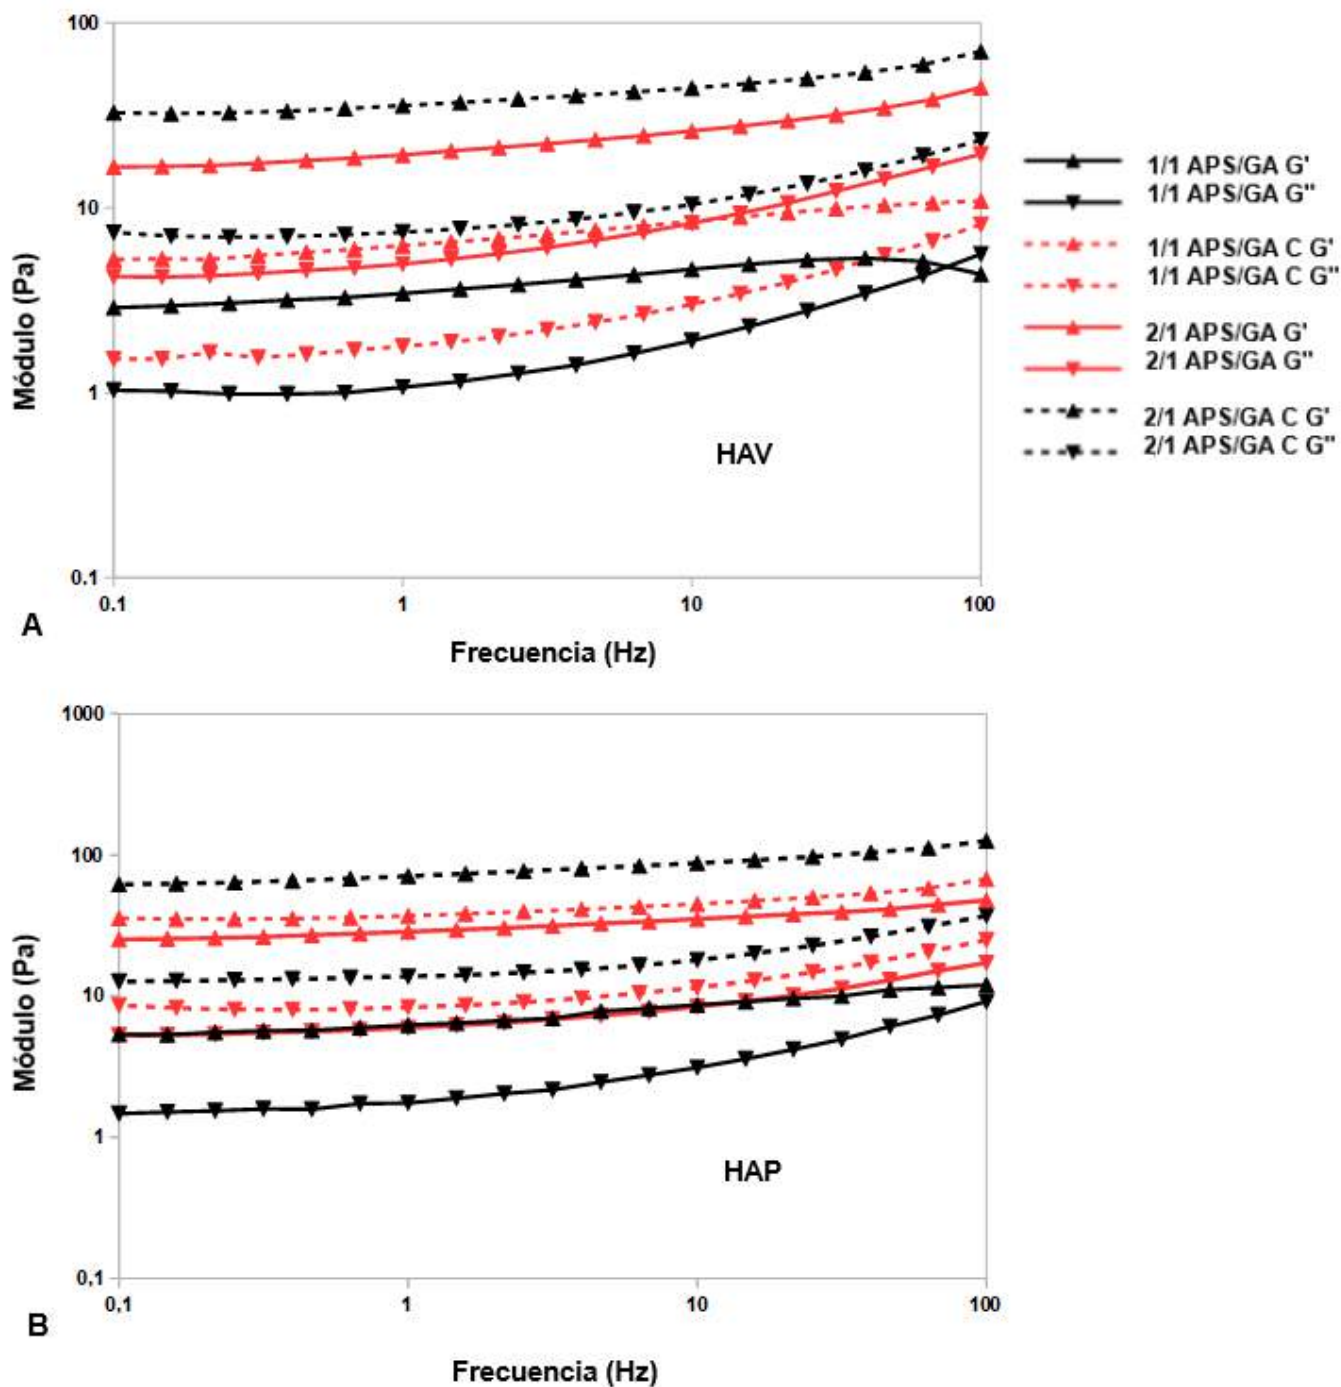 100
10
1
0.1
Módulo (Pa)
0.1 1 10 100
HAV
A
Frecuencia (Hz)
1/1 APS/GA G'
1/1 APS/GA G"
1/1 APS/GA C G'
1/1 APS/GA C G"
2/1 APS/GA G'
2/1 APS/GA G"
2/1 APS/GA C G'
2/1 APS/GA C G"
1000
100
10
1
0,1
Módulo (Pa)
0,1 1 10 100
HAP
B
Frecuencia (Hz)